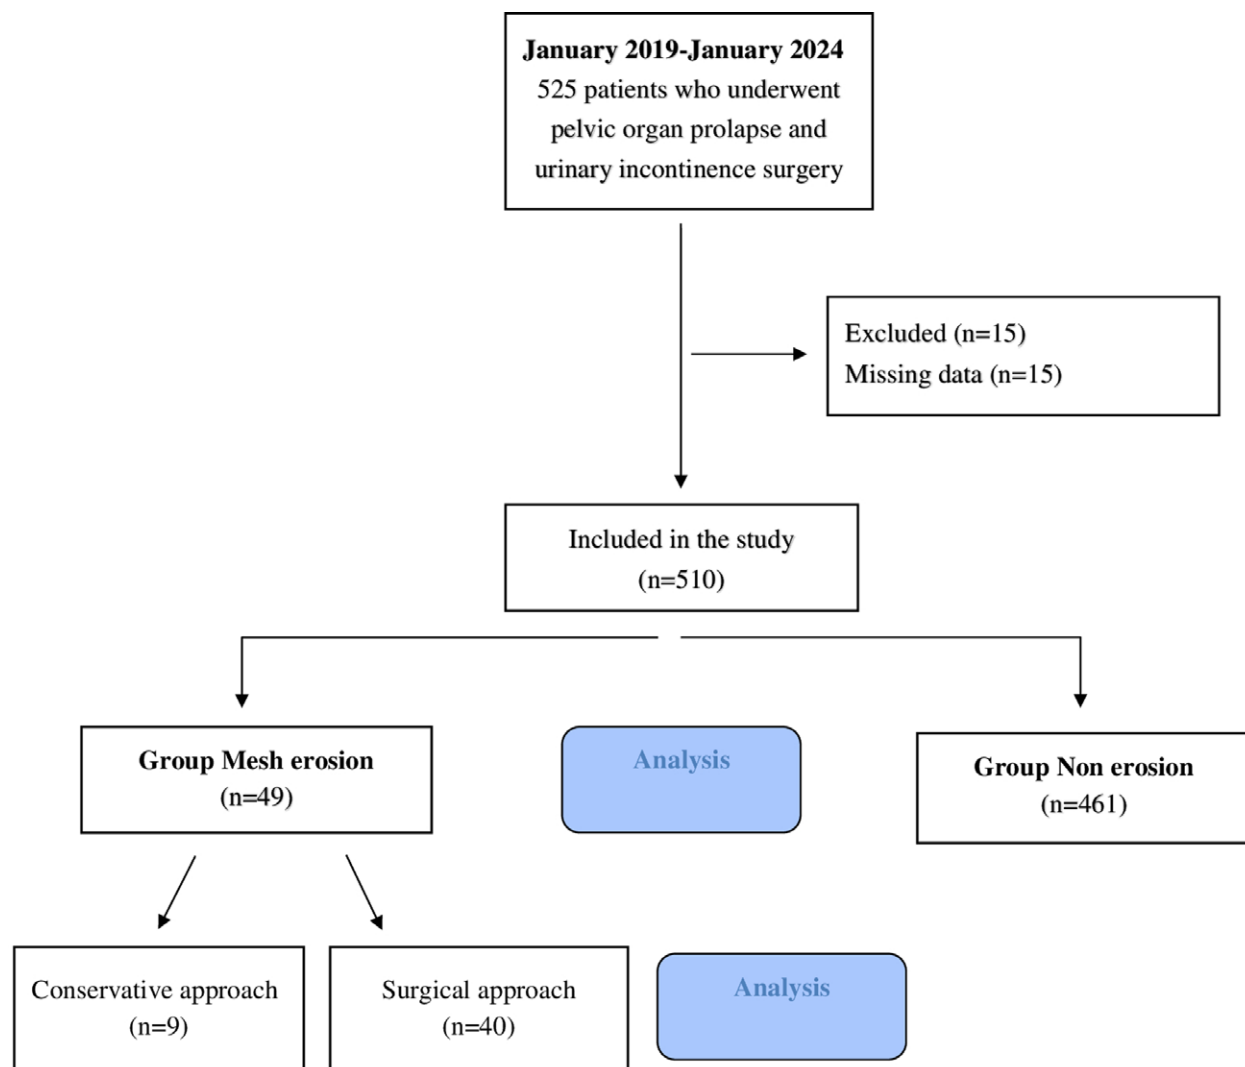 January 2019-January 2024
525 patients who underwent
pelvic organ prolapse and
urinary incontinence surgery
Excluded (n=15)
Missing data (n=15)
Included in the study
(n=510)
Group Mesh erosion
(n=49)
Analysis
Group Non erosion
(n=461)
Conservative approach
(n=9)
Surgical approach
(n=40)
Analysis